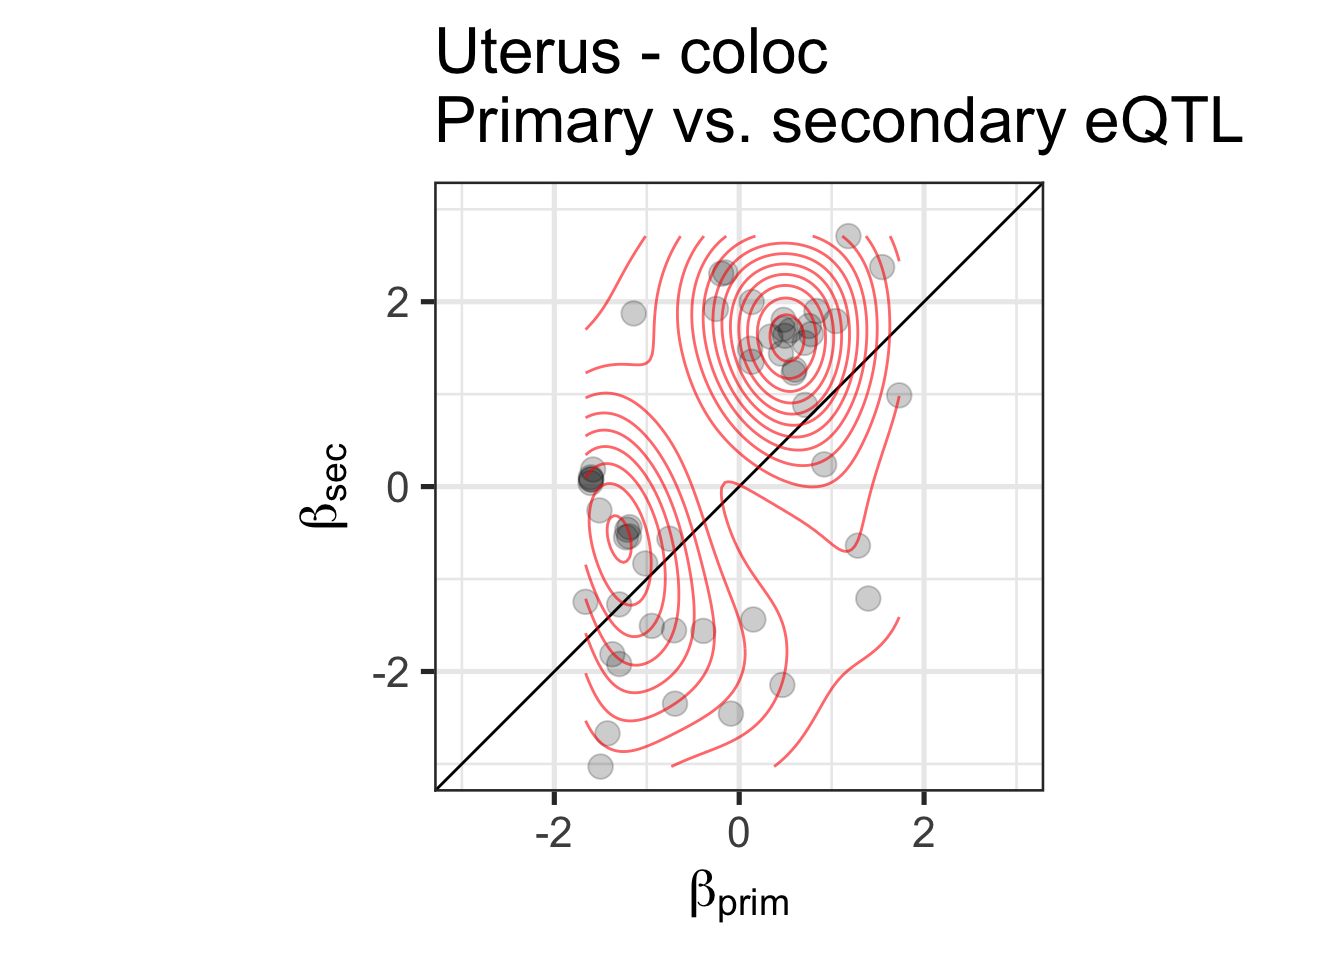 Uterus - coloc
Primary vs. secondary eQTL
2
0
-2
βsec
-2 0 2
βprim